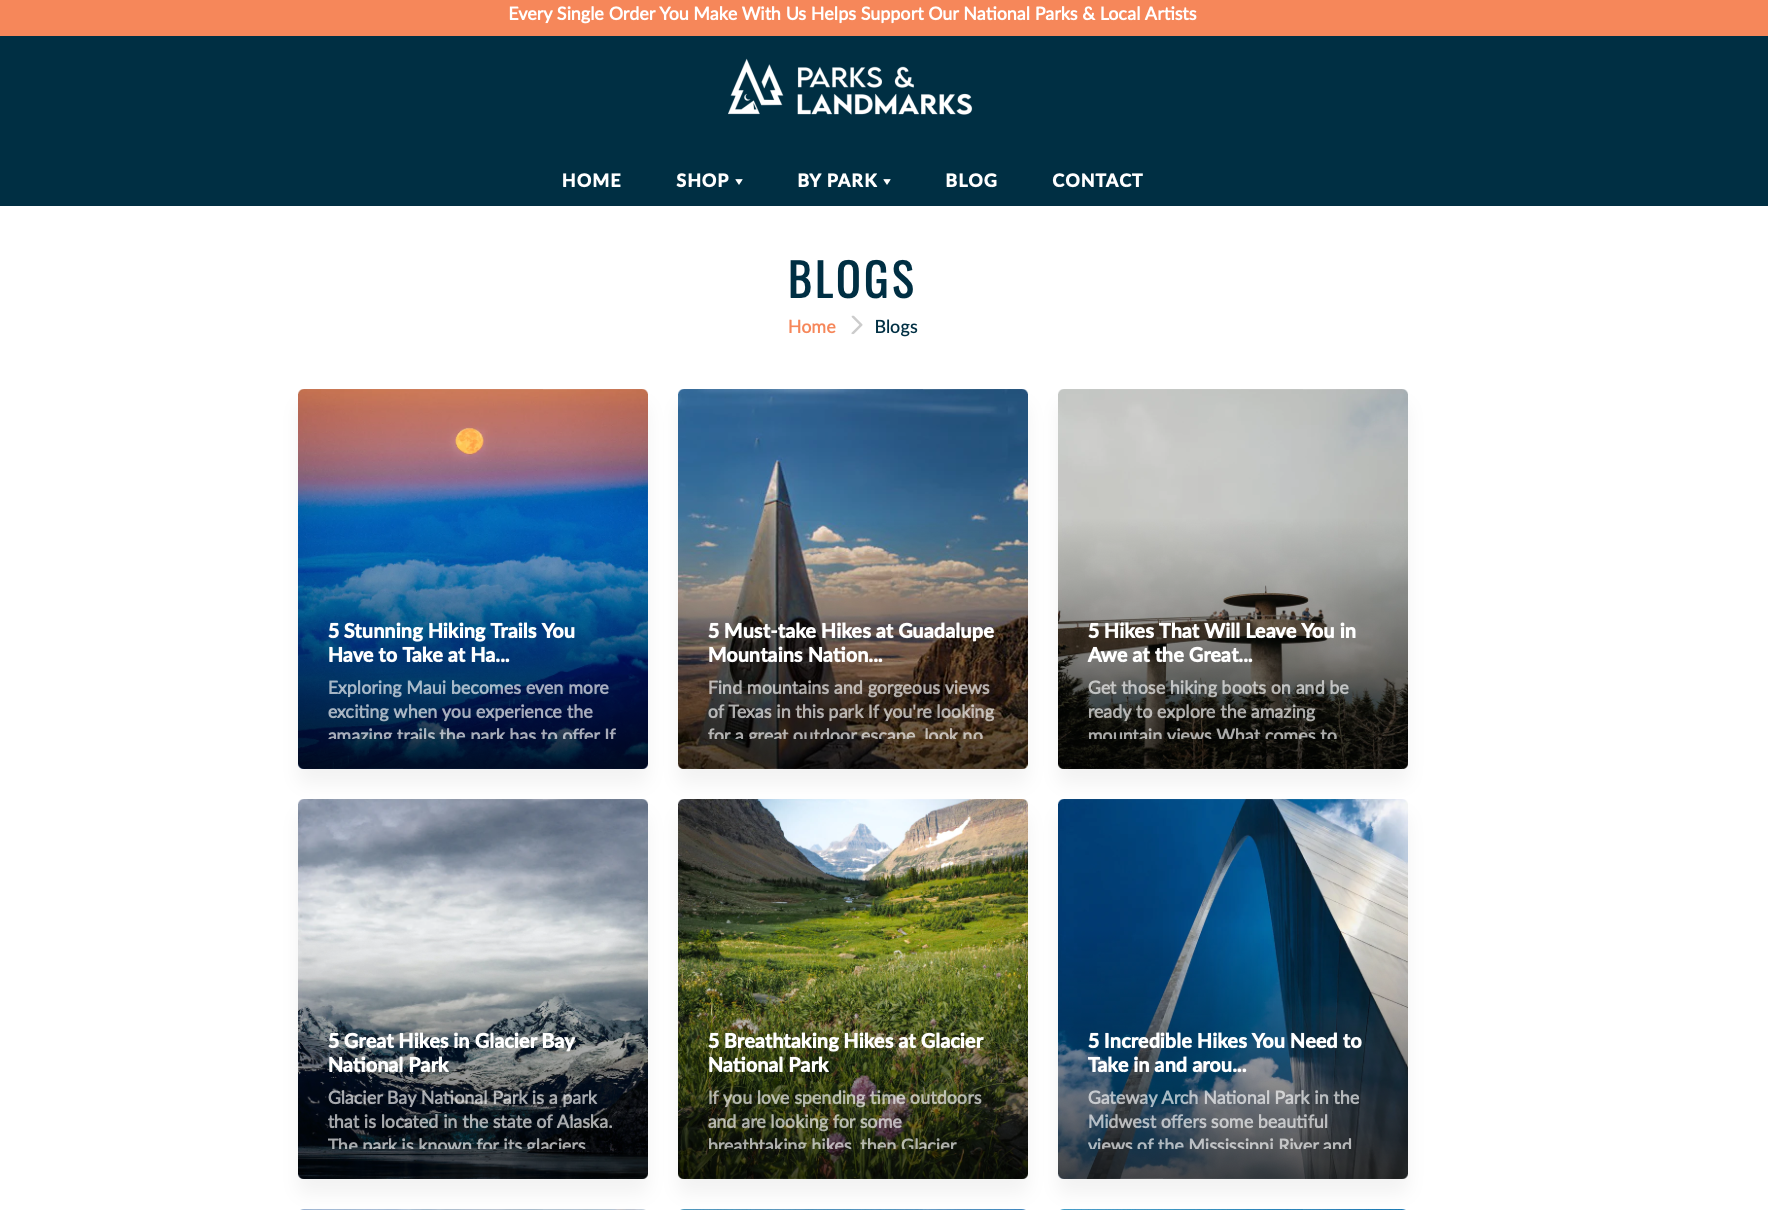 Every Single Order You Make With Us Helps Support Our National Parks & Local Artists
PARKS &
LANDMARKS
HOME SHOP BY PARK BLOG CONTACT
BLOGS
Home Blogs
5 Stunning Hiking Trails You
Have to Take at Ha...
Exploring Maui becomes even more
exciting when you experience the
amazing trails the park has to offer If
5 Must-take Hikes at Guadalupe
Mountains Nation...
Find mountains and gorgeous views
of Texas in this park If you're looking
for a great outdoor escape, look no
5 Hikes That Will Leave You in
Awe at the Great...
Get those hiking boots on and be
ready to explore the amazing
mountain views What comes to
5 Great Hikes in Glacier Bay
National Park
Glacier Bay National Park is a park
that is located in the state of Alaska.
The park is known for its glaciers
5 Breathtaking Hikes at Glacier
National Park
If you love spending time outdoors
and are looking for some
breathtaking hikes, then Glacier
5 Incredible Hikes You Need to
Take in and arou...
Gateway Arch National Park in the
Midwest offers some beautiful
views of the Mississippi River and